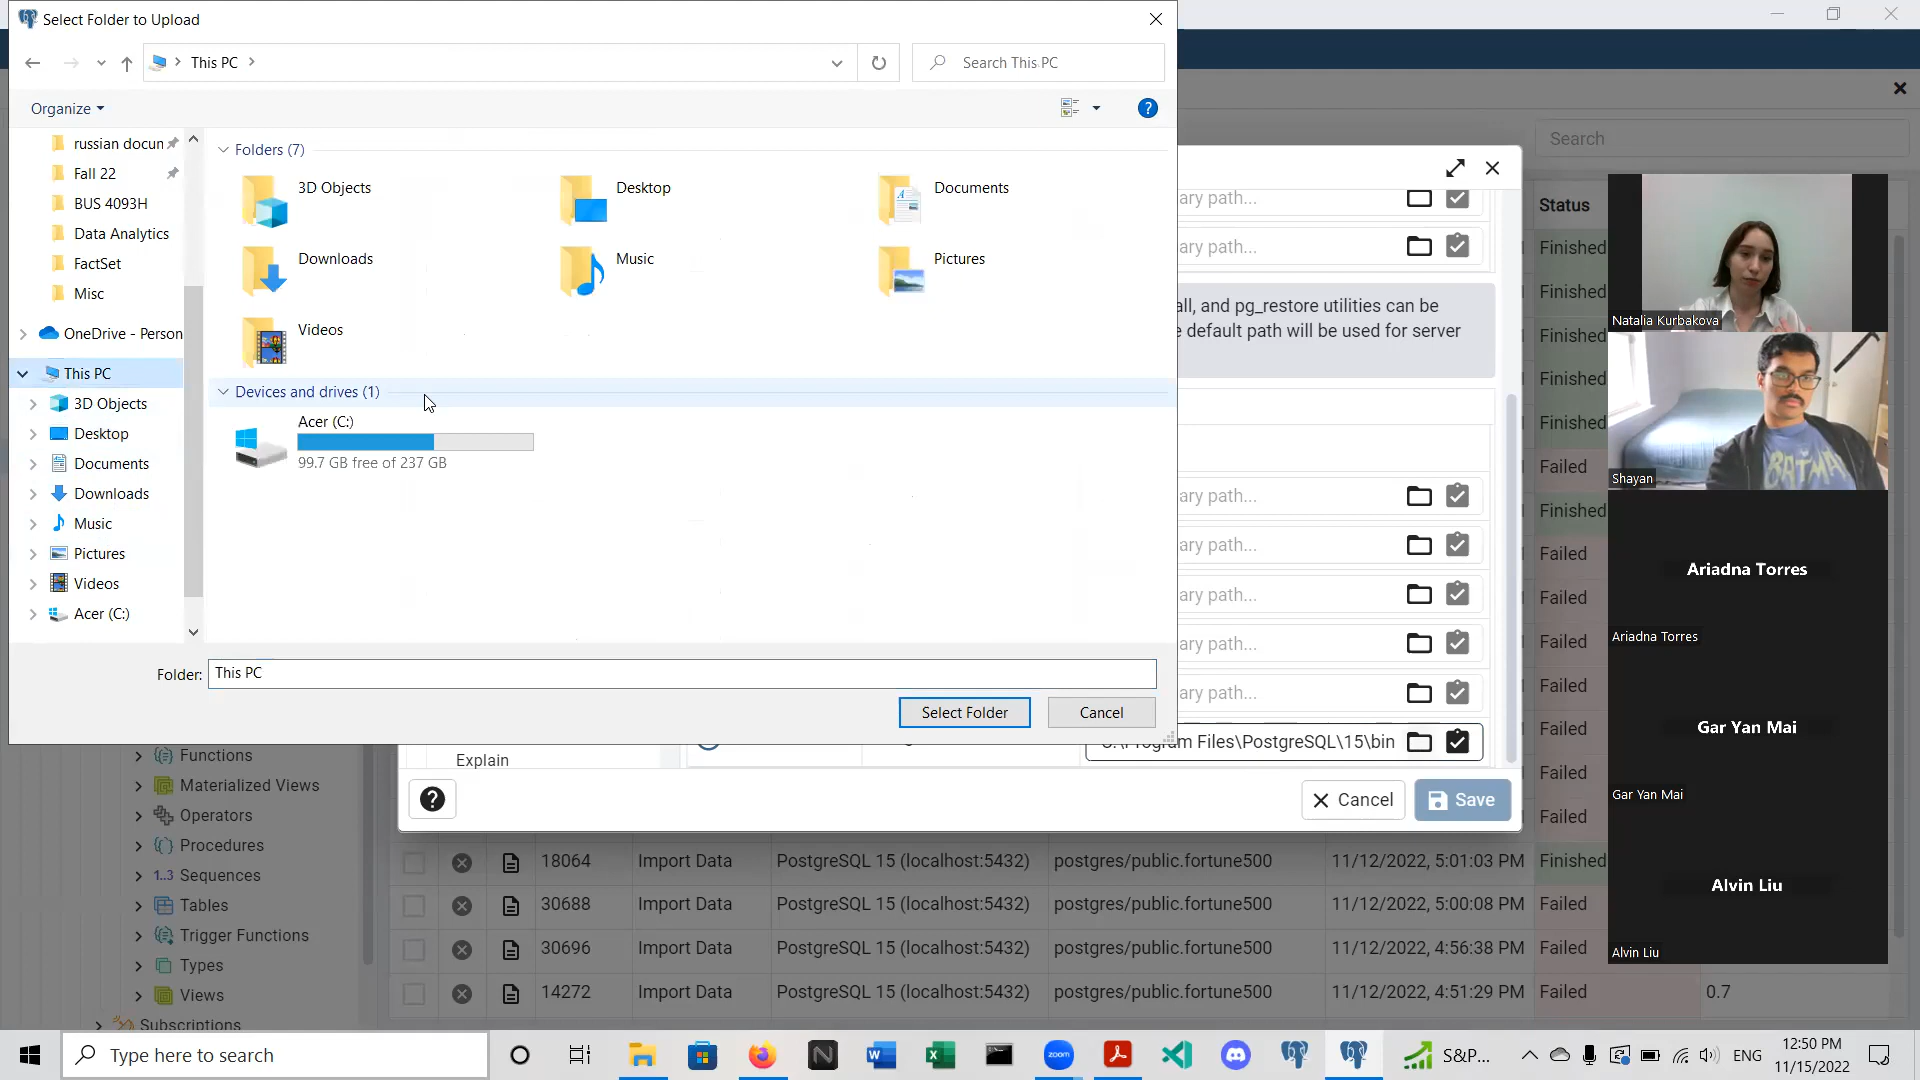 Select Folder to Upload
This PC
Search This PC
Organize
russian docun
Fall 22
BUS 4093H
Data Analytics
FactSet
Misc
OneDrive - Person
This PC
3D Objects
Desktop
Documents
Downloads
Music
Pictures
Videos
Acer (C:)
Folders (7)
3D Objects
Desktop
Documents
Downloads
Music
Pictures
Videos
Devices and drives (1)
Acer (C:)
99.7 GB free of 237 GB
Folder: This PC
Select Folder
Cancel
Search
Status
ary path...
ary path...
all, and pg_restore utilities can be
e default path will be used for server
ary path...
ary path...
ary path...
ary path...
ary path...
C:\Program Files\PostgreSQL\15\bin
Explain
Cancel
Save
Finished
Finished
Finished
Finished
Finished
Failed
Finished
Failed
Failed
Failed
Failed
Failed
Failed
Failed
Natalia Kurbakova
Shayan
Ariadna Torres
Ariadna Torres
Gar Yan Mai
Gar Yan Mai
Alvin Liu
Alvin Liu
Functions
Materialized Views
Operators
Procedures
1..3 Sequences
Tables
Trigger Functions
Types
Views
Subscriptions
18064 Import Data PostgreSQL 15 (localhost:5432) postgres/public.fortune500 11/12/2022, 5:01:03 PM Finished
30688 Import Data PostgreSQL 15 (localhost:5432) postgres/public.fortune500 11/12/2022, 5:00:08 PM Failed
30696 Import Data PostgreSQL 15 (localhost:5432) postgres/public.fortune500 11/12/2022, 4:56:38 PM Failed
14272 Import Data PostgreSQL 15 (localhost:5432) postgres/public.fortune500 11/12/2022, 4:51:29 PM Failed 0.7
Type here to search
zoom
S&P...
ENG
12:50 PM
11/15/2022
BATMAN